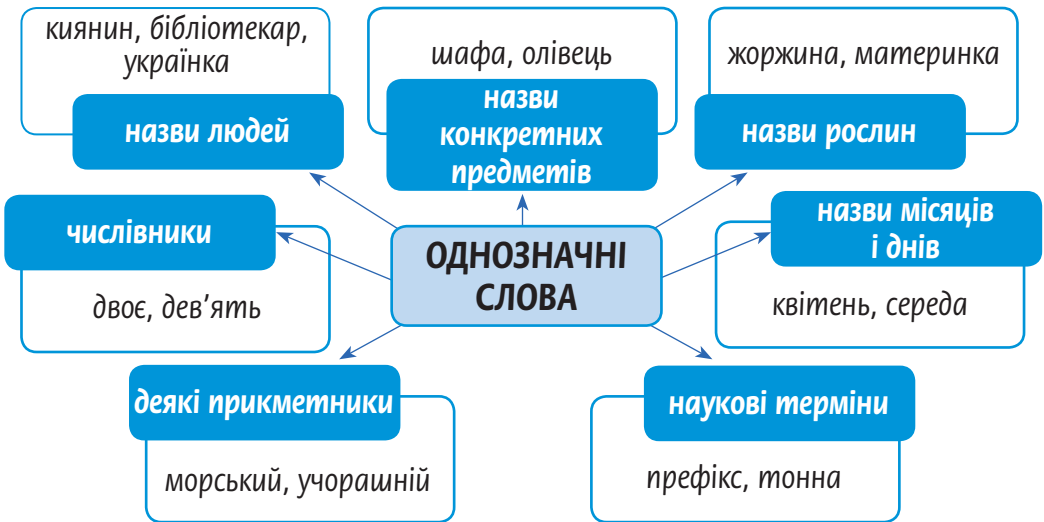 киянин, бібліотекар,
українка
назви людей
шафа, олівець
назви
конкретних
предметів
жоржина, материнка
назви рослин
числівники
двоє, дев’ять
ОДНОЗНАЧНІ
СЛОВА
назви місяців
і днів
квітень, середа
деякі прикметники
морський, учорашній
наукові терміни
префікс, тонна